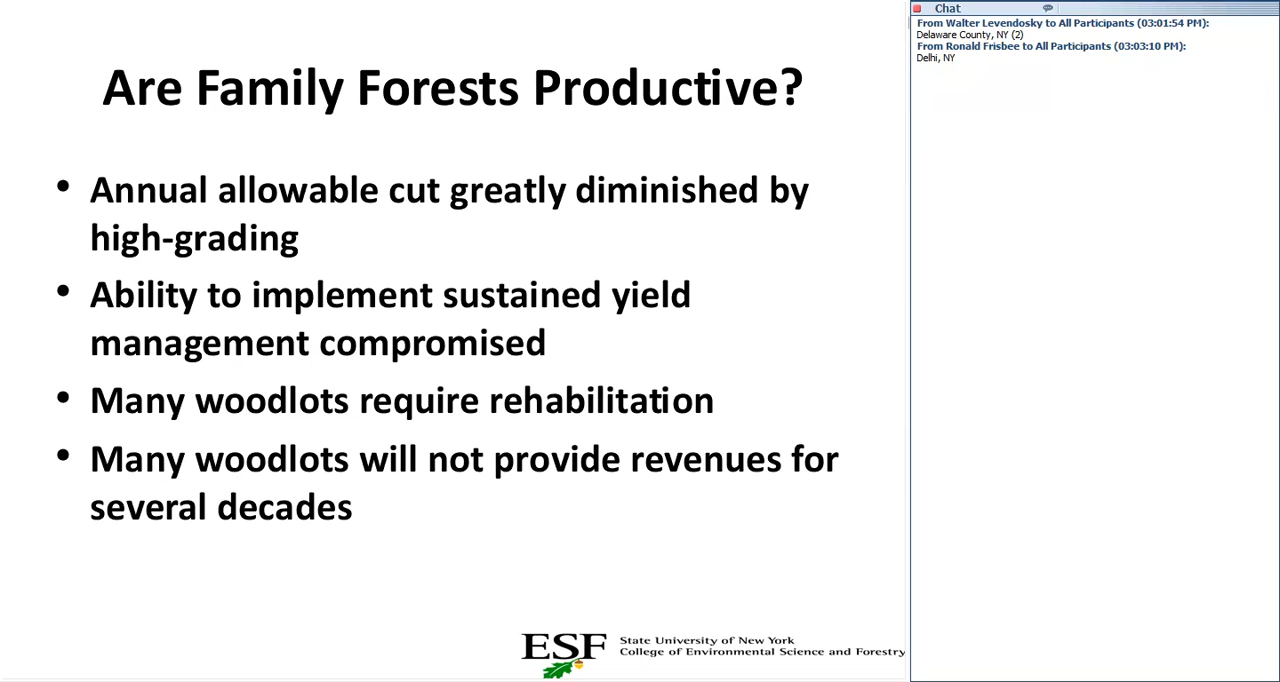 Are Family Forests Productive?
• Annual allowable cut greatly diminished by
high-grading
• Ability to implement sustained yield
management compromised
• Many woodlots require rehabilitation
• Many woodlots will not provide revenues for
several decades
ESF
State University of New York
College of Environmental Science and Forestry
Chat
From Walter Levendosky to All Participants (03:01:54 PM):
Delaware County, NY (2)
From Ronald Frisbee to All Participants (03:03:10 PM):
Delhi, NY